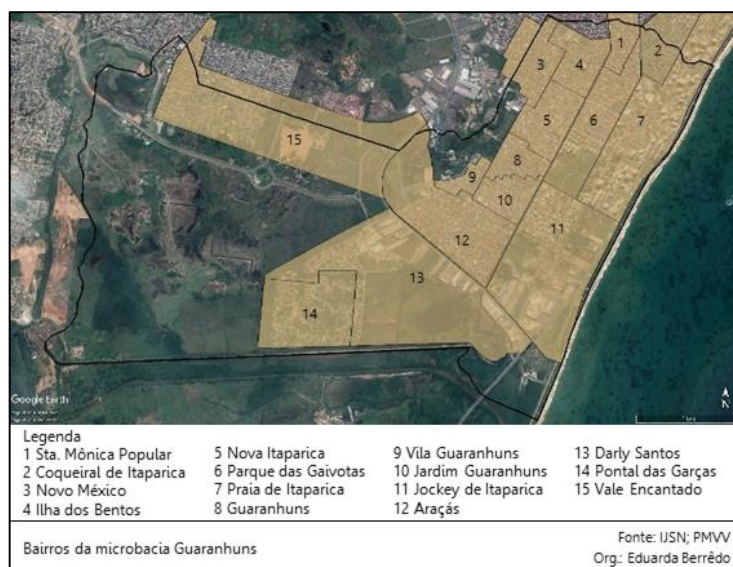 1
2
3
4
5
6
7
8
9
10
11
12
13
14
15
Google Earth
N
Legenda
1 Sta. Mônica Popular
2 Coqueiral de Itaparica
3 Novo México
4 Ilha dos Bentos
5 Nova Itaparica
6 Parque das Gaivotas
7 Praia de Itaparica
8 Guaranhuns
9 Vila Guaranhuns
10 Jardim Guaranhuns
11 Jockey de Itaparica
12 Araçás
13 Darly Santos
14 Pontal das Garças
15 Vale Encantado
Bairros da microbacia Guaranhuns
Fonte: IJSN; PMVV
Org.: Eduarda Berrêdo